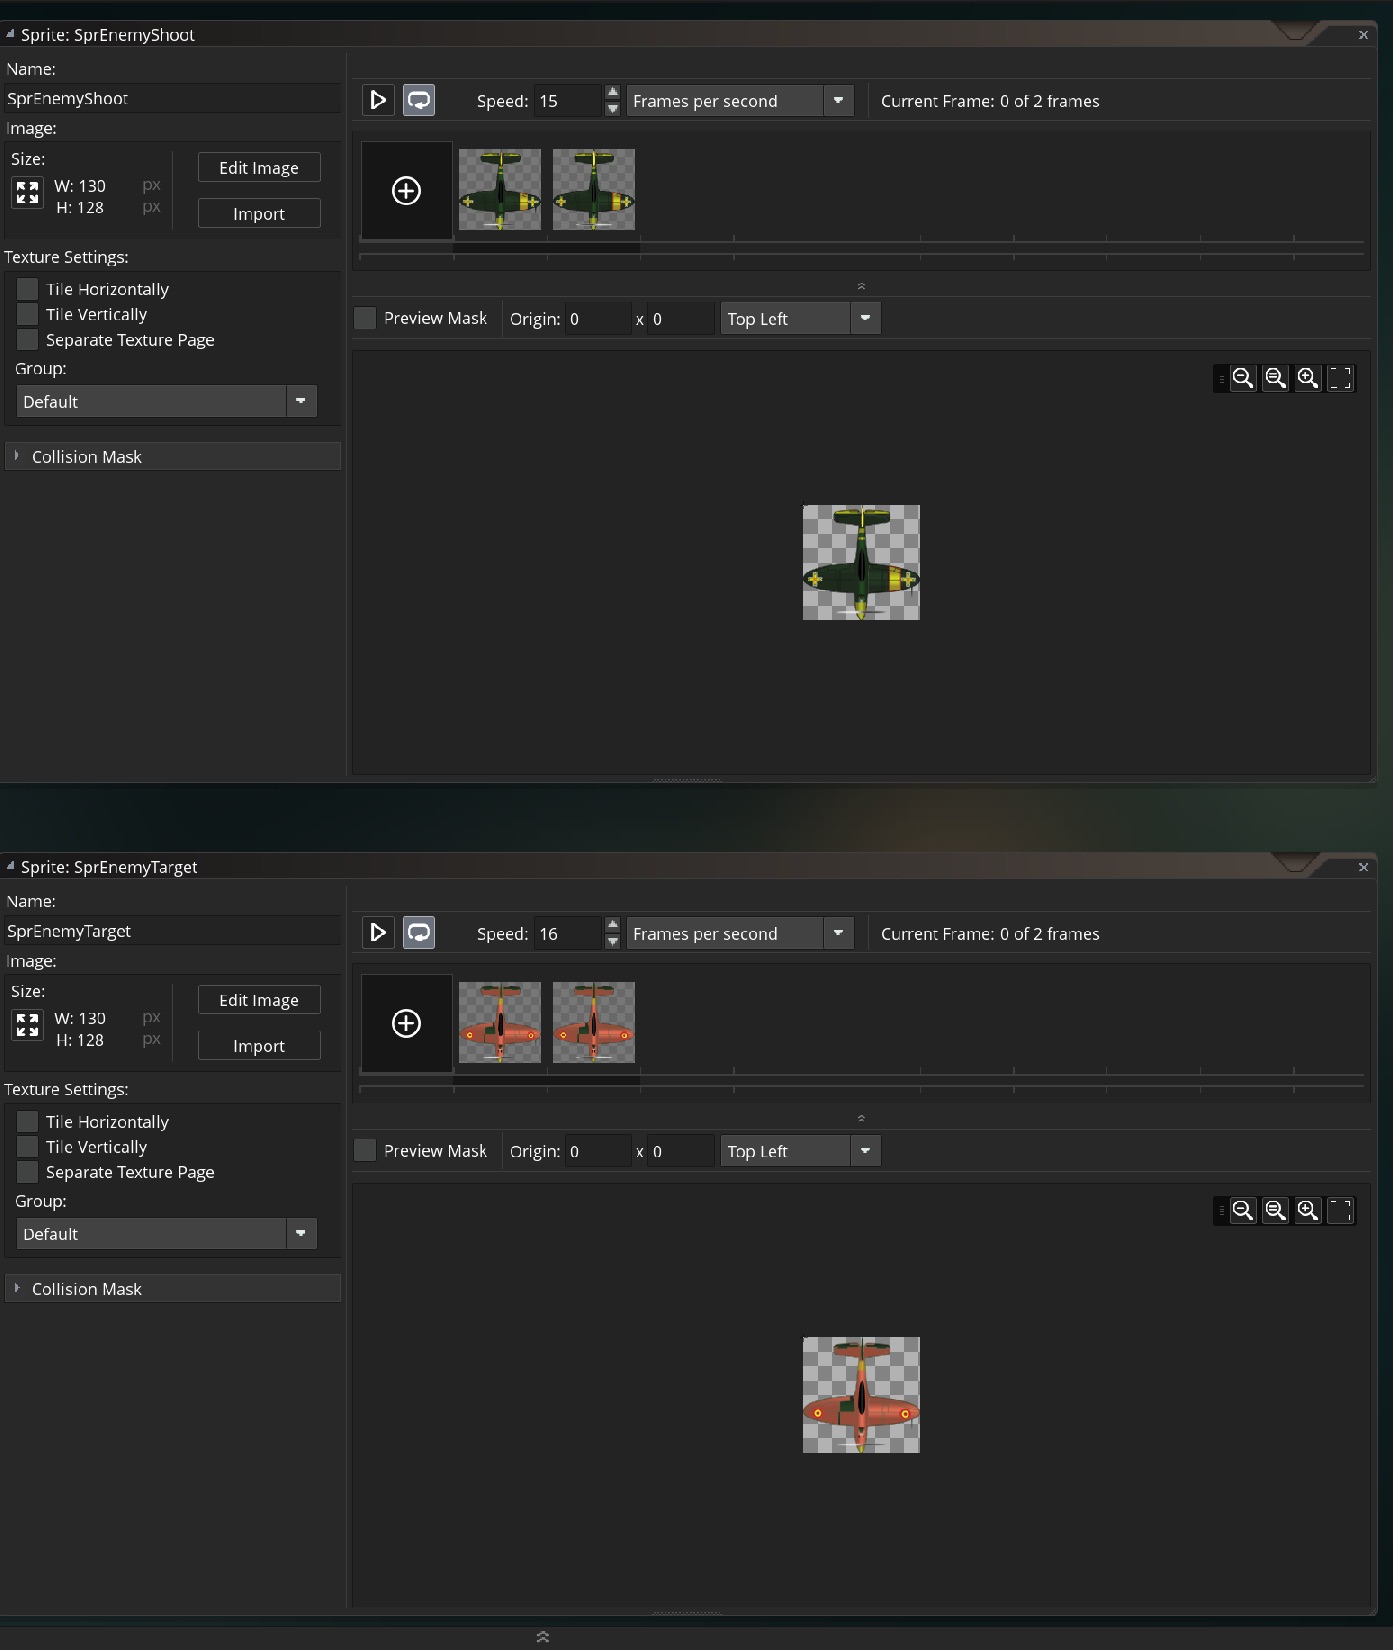 Sprite: SprEnemyShoot
Name:
SprEnemyShoot
Image:
Size:
W: 130 px
H: 128 px
Edit Image
Import
Texture Settings:
Tile Horizontally
Tile Vertically
Separate Texture Page
Group:
Default
Collision Mask
Speed: 15 Frames per second Current Frame: 0 of 2 frames
Preview Mask Origin: 0 x 0 Top Left
Sprite: SprEnemyTarget
Name:
SprEnemyTarget
Image:
Size:
W: 130 px
H: 128 px
Edit Image
Import
Texture Settings:
Tile Horizontally
Tile Vertically
Separate Texture Page
Group:
Default
Collision Mask
Speed: 16 Frames per second Current Frame: 0 of 2 frames
Preview Mask Origin: 0 x 0 Top Left